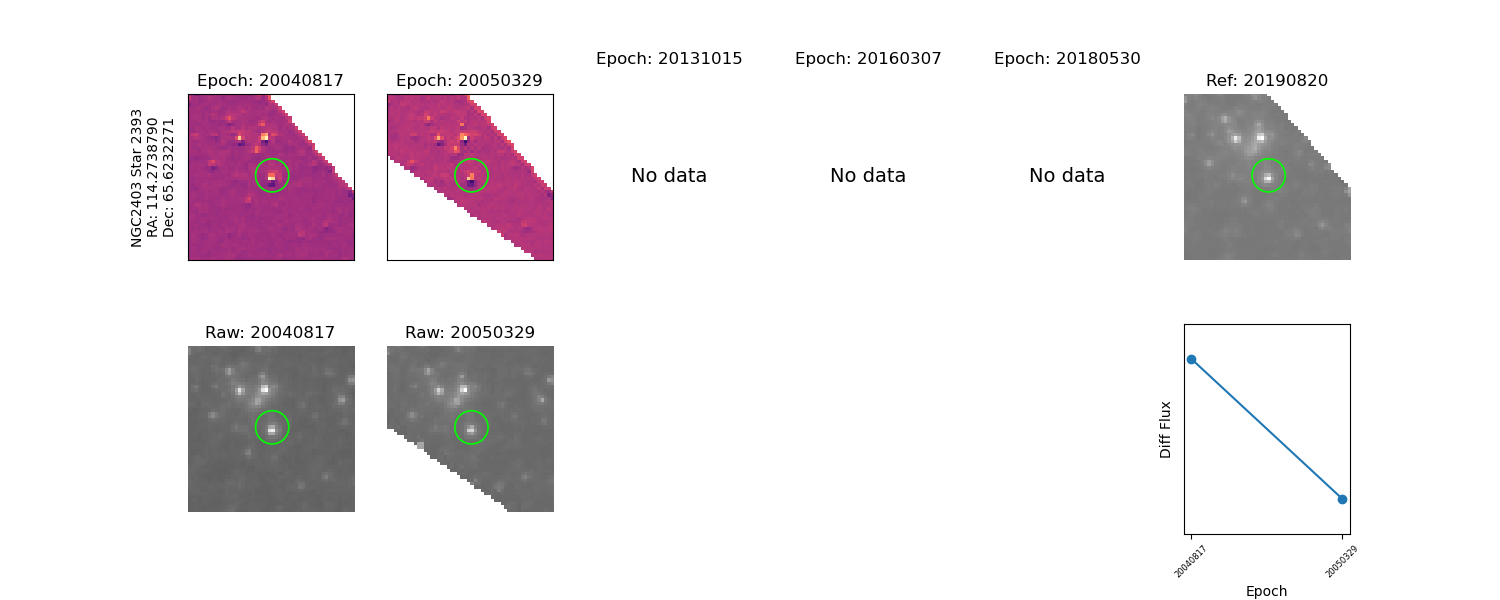 Epoch: 20040817
Epoch: 20050329
Epoch: 20131015
Epoch: 20160307
Epoch: 20180530
Ref: 20190820
NGC2403 Star 2393
RA: 114.2738790
Dec: 65.6232271
No data
No data
No data
Raw: 20040817
Raw: 20050329
Diff Flux
20040817
20050329
Epoch